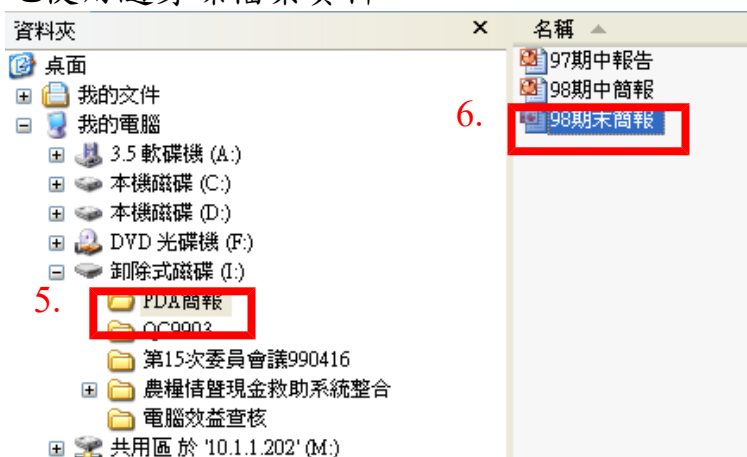 資料夾 × 名稱
桌面
我的文件
我的電腦
3.5 軟碟機 (A:)
本機磁碟 (C:)
本機磁碟 (D:)
DVD 光碟機 (F:)
卸除式磁碟 (I:)
5.
PDA簡報
QC9903
第15次委員會議990416
農糧情暨現金救助系統整合
電腦效益查核
共用區 於 '10.1.1.202' (M:)
97期中報告
98期中簡報
6.
98期末簡報